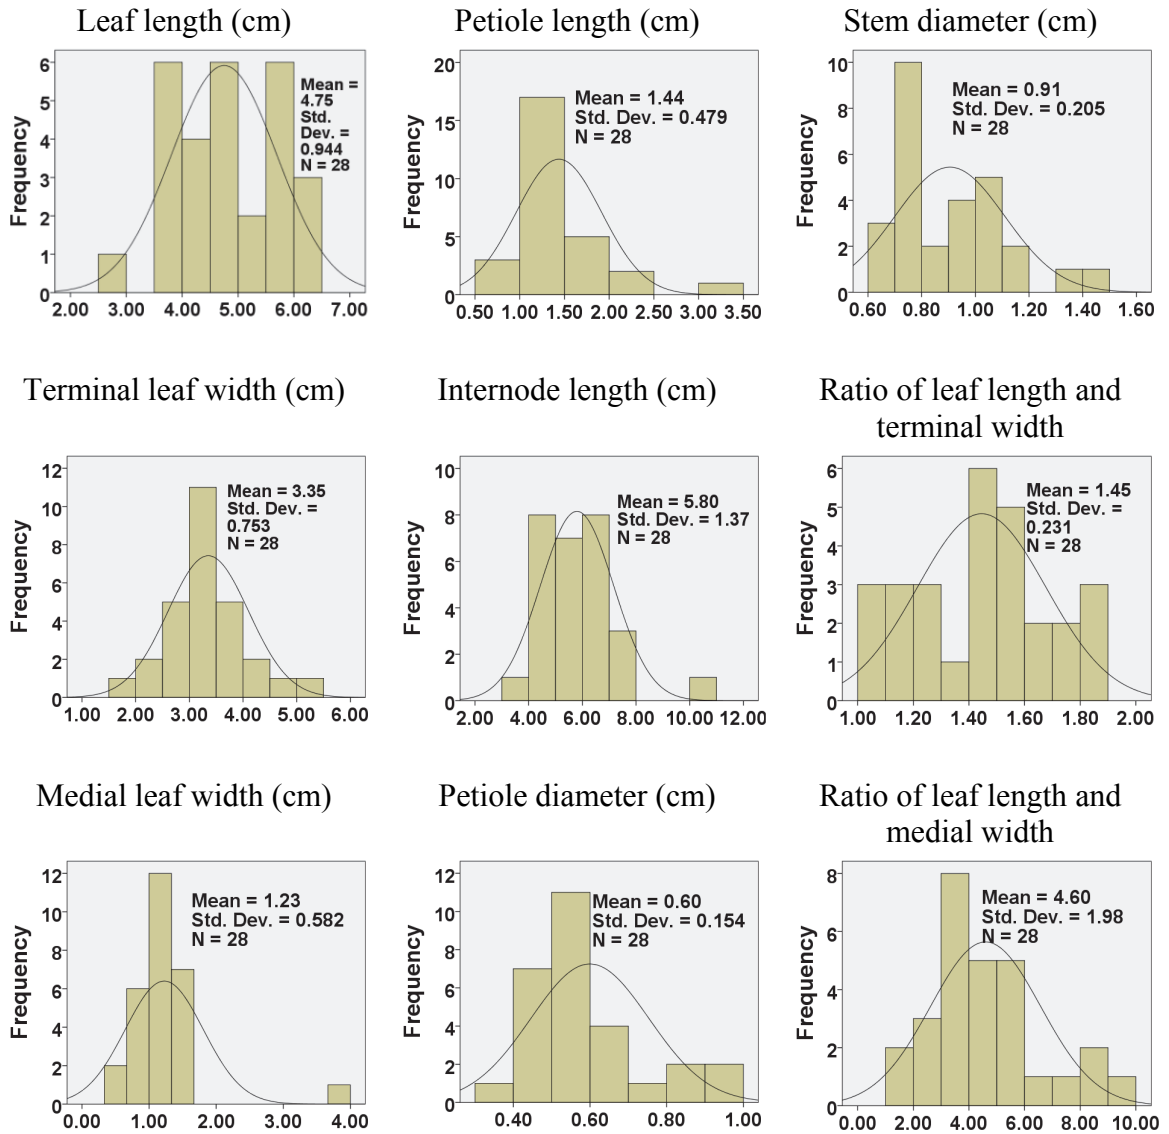 Leaf length (cm)
Mean =
4.75
Std.
Dev. =
0.944
N = 28
Frequency
6
5
4
3
2
1
0
2.00 3.00 4.00 5.00 6.00 7.00
Petiole length (cm)
Mean = 1.44
Std. Dev. = 0.479
N = 28
Frequency
20
15
10
5
0
0.50 1.00 1.50 2.00 2.50 3.00 3.50
Stem diameter (cm)
Mean = 0.91
Std. Dev. = 0.205
N = 28
Frequency
10
8
6
4
2
0
0.60 0.80 1.00 1.20 1.40 1.60
Terminal leaf width (cm)
Mean = 3.35
Std. Dev. =
0.753
N = 28
Frequency
12
10
8
6
4
2
0
1.00 2.00 3.00 4.00 5.00 6.00
Internode length (cm)
Mean = 5.80
Std. Dev. = 1.37
N = 28
Frequency
10
8
6
4
2
0
2.00 4.00 6.00 8.00 10.00 12.00
Ratio of leaf length and
terminal width
Mean = 1.45
Std. Dev. =
0.231
N = 28
Frequency
6
5
4
3
2
1
0
1.00 1.20 1.40 1.60 1.80 2.00
Medial leaf width (cm)
Mean = 1.23
Std. Dev. = 0.582
N = 28
Frequency
12
10
8
6
4
2
0
0.00 1.00 2.00 3.00 4.00
Petiole diameter (cm)
Mean = 0.60
Std. Dev. = 0.154
N = 28
Frequency
12
10
8
6
4
2
0
0.40 0.60 0.80 1.00
Ratio of leaf length and
medial width
Mean = 4.60
Std. Dev. = 1.98
N = 28
Frequency
8
6
4
2
0
0.00 2.00 4.00 6.00 8.00 10.00